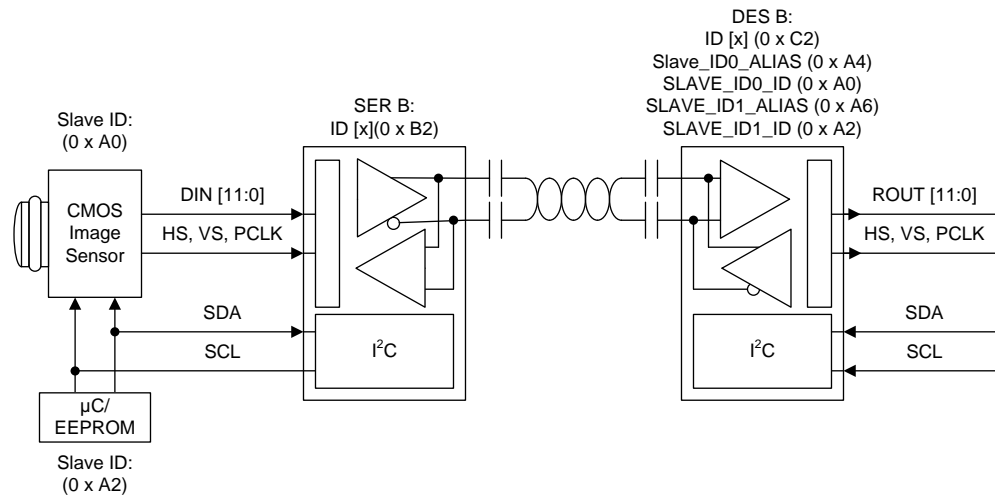 DES B:
ID [x] (0 x C2)
Slave_ID0_ALIAS (0 x A4)
SLAVE_ID0_ID (0 x A0)
SLAVE_ID1_ALIAS (0 x A6)
SLAVE_ID1_ID (0 x A2)
SER B:
ID [x](0 x B2)
Slave ID:
(0 x A0)
CMOS
Image
Sensor
DIN [11:0]
HS, VS, PCLK
SDA
SCL
I²C
ROUT [11:0]
HS, VS, PCLK
I²C
SDA
SCL
µC/
EEPROM
Slave ID:
(0 x A2)